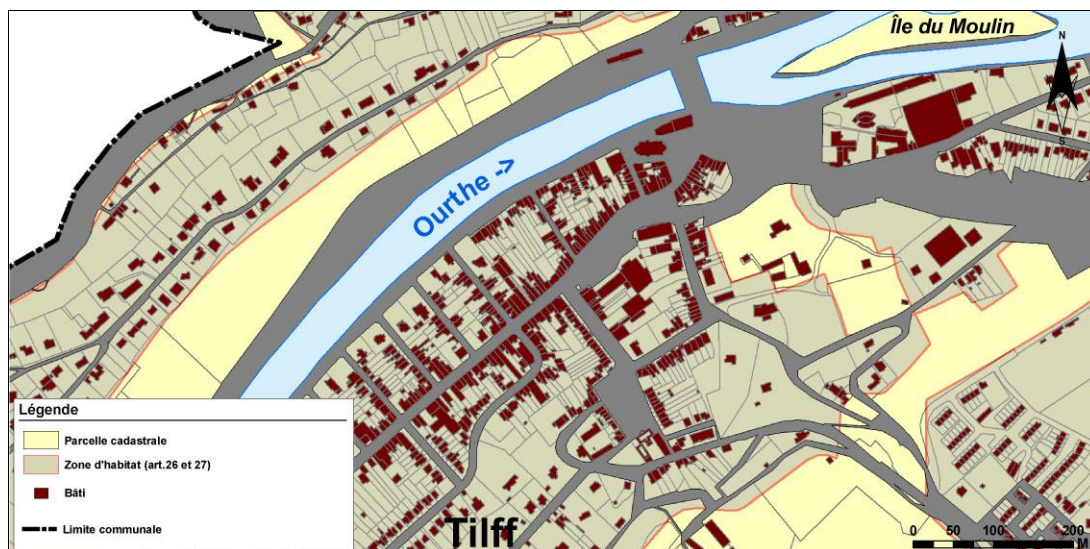 Île du Moulin
N
Ourthe ->
Légende
Parcelle cadastrale
Zone d'habitat (art.26 et 27)
Bâti
Limite communale
Tilff
0 50 100 200
M